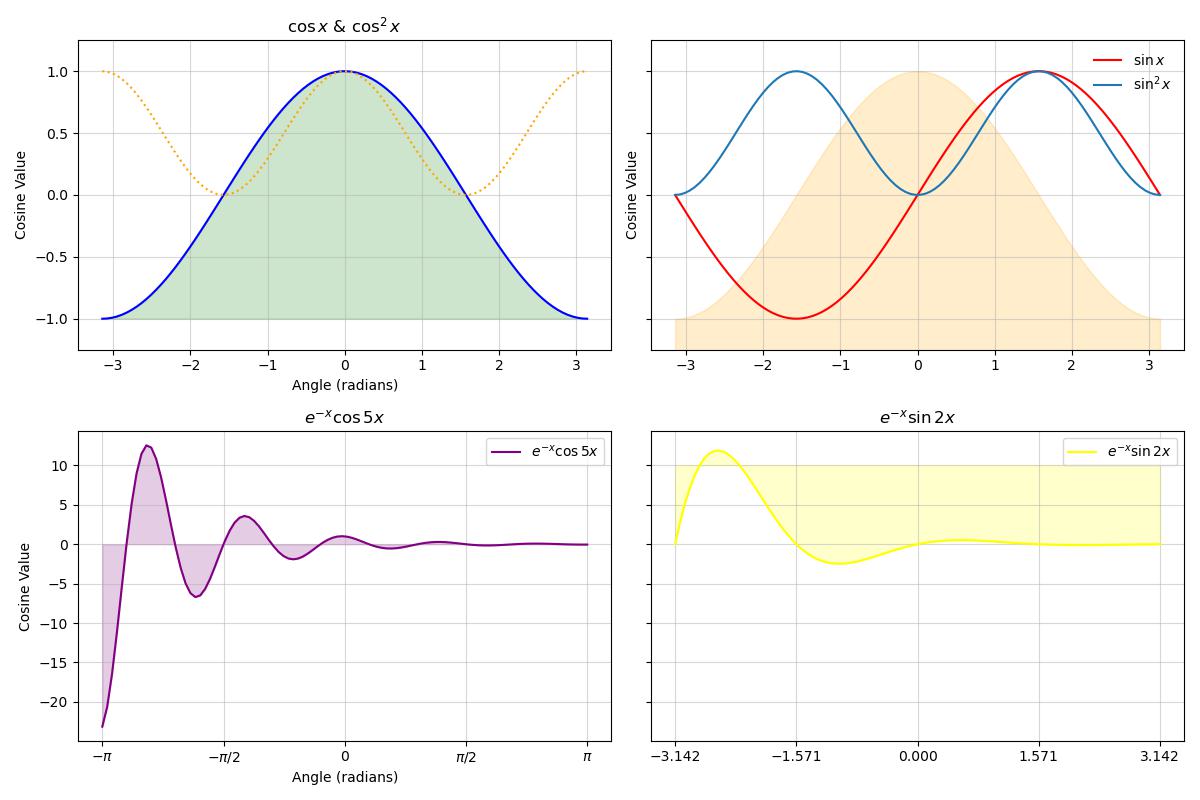 cos x & cos² x
1.0
0.5
0.0
−0.5
−1.0
Cosine Value
−3 −2 −1 0 1 2 3
Angle (radians)
sin x
sin² x
Cosine Value
−3 −2 −1 0 1 2 3
e⁻ˣ cos 5x
e⁻ˣ cos 5x
10
5
0
−5
−10
−15
−20
Cosine Value
−π −π/2 0 π/2 π
Angle (radians)
e⁻ˣ sin 2x
e⁻ˣ sin 2x
−3.142 −1.571 0.000 1.571 3.142